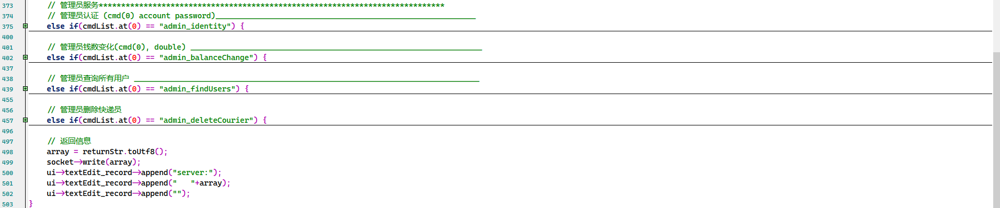 373 // 管理员服务*****************************************************************************
374 // 管理员认证 (cmd(0) account password)__________________________________________________________
375 else if(cmdList.at(0) == "admin_identity") {
400
401 // 管理员钱数变化(cmd(0), double) _________________________________________________________________
402 else if(cmdList.at(0) == "admin_balanceChange") {
437
438 // 管理员查询所有用户 _____________________________________________________________________________
439 else if(cmdList.at(0) == "admin_findUsers") {
455
456 // 管理员删除快递员
457 else if(cmdList.at(0) == "admin_deleteCourier") {
496
497 // 返回信息
498 array = returnStr.toUtf8();
499 socket->write(array);
500 ui->textEdit_record->append("server:");
501 ui->textEdit_record->append("   "+array);
502 ui->textEdit_record->append("");
503 }